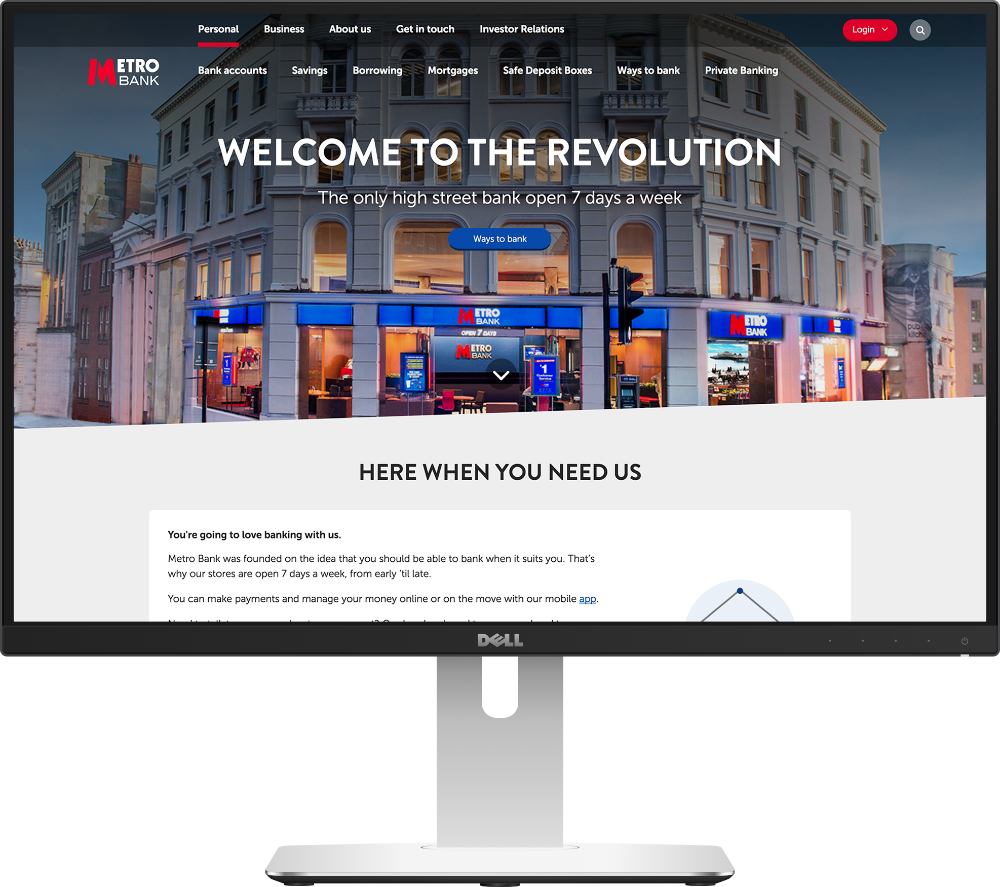 Personal Business About us Get in touch Investor Relations Login
METRO BANK
Bank accounts Savings Borrowing Mortgages Safe Deposit Boxes Ways to bank Private Banking
WELCOME TO THE REVOLUTION
The only high street bank open 7 days a week
Ways to bank
METRO
BANK
OPEN 7 DAYS
METRO
BANK
METRO
BANK
1
Customer
Service
pub
HERE WHEN YOU NEED US
You're going to love banking with us.
Metro Bank was founded on the idea that you should be able to bank when it suits you. That's
why our stores are open 7 days a week, from early ‘til late.
You can make payments and manage your money online or on the move with our mobile app.
DELL